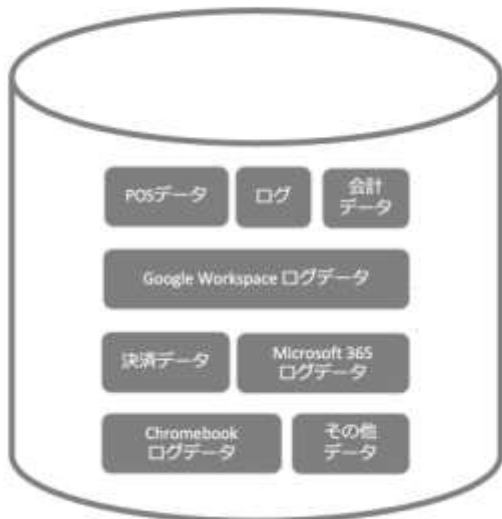 POSデータ
ログ
会計
データ
Google Workspace ログデータ
決済データ
Microsoft 365
ログデータ
Chromebook
ログデータ
その他
データ